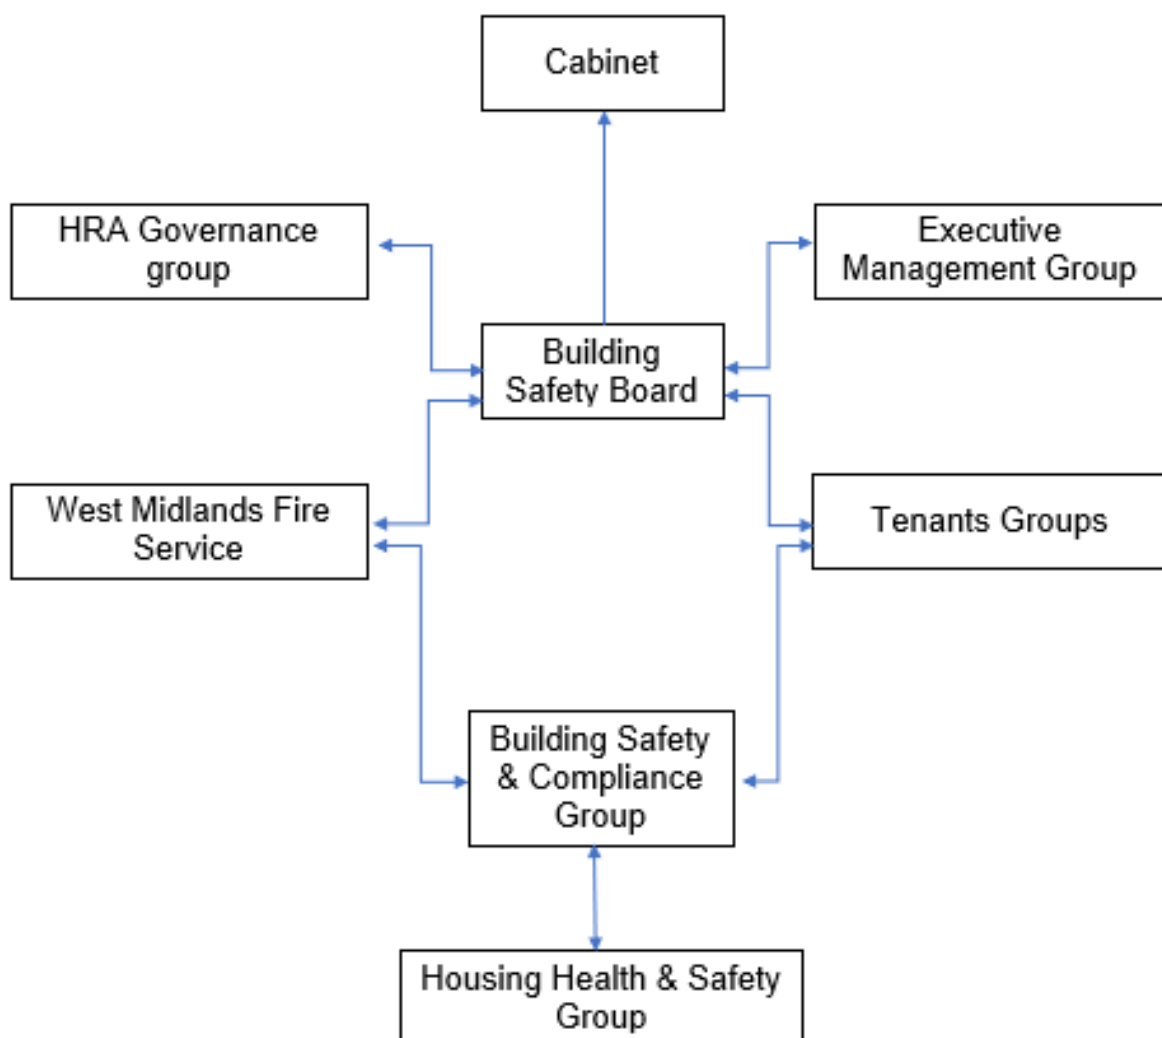 Cabinet
HRA Governance
group
Executive
Management Group
Building
Safety Board
West Midlands Fire
Service
Tenants Groups
Building Safety
& Compliance
Group
Housing Health & Safety
Group